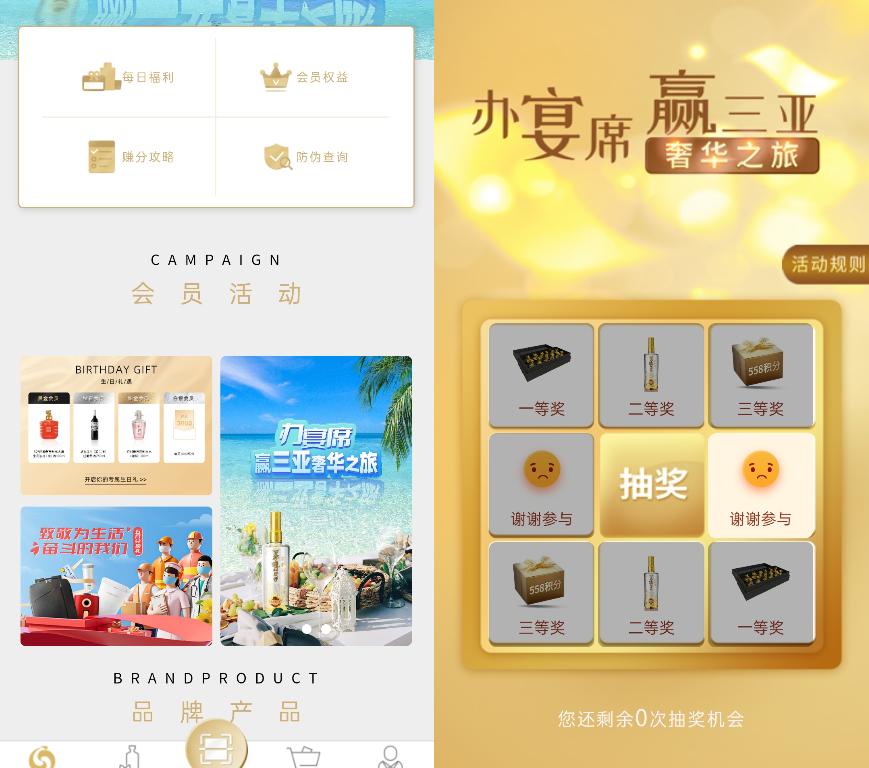 每日福利
会员权益
赚分攻略
防伪查询
CAMPAIGN
会员活动
BIRTHDAY GIFT
生/日/礼/遇
开启你的专属生日礼 >>
办宴席
赢三亚奢华之旅
致敬为生活
奋斗的我们
BRANDPRODUCT
品牌产品
办宴席赢三亚
奢华之旅
活动规则
一等奖
二等奖
558积分
三等奖
谢谢参与
抽奖
谢谢参与
558积分
三等奖
二等奖
一等奖
您还剩余0次抽奖机会